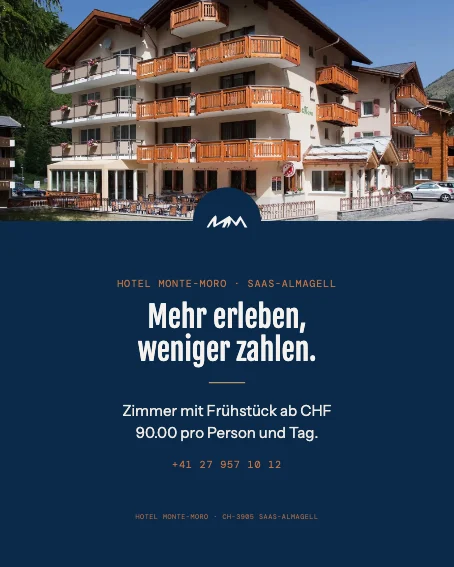 HOTEL MONTE-MORO · SAAS-ALMAGELL
Mehr erleben,
weniger zahlen.
Zimmer mit Frühstück ab CHF
90.00 pro Person und Tag.
+41 27 957 10 12
HOTEL MONTE-MORO · CH-3905 SAAS-ALMAGELL